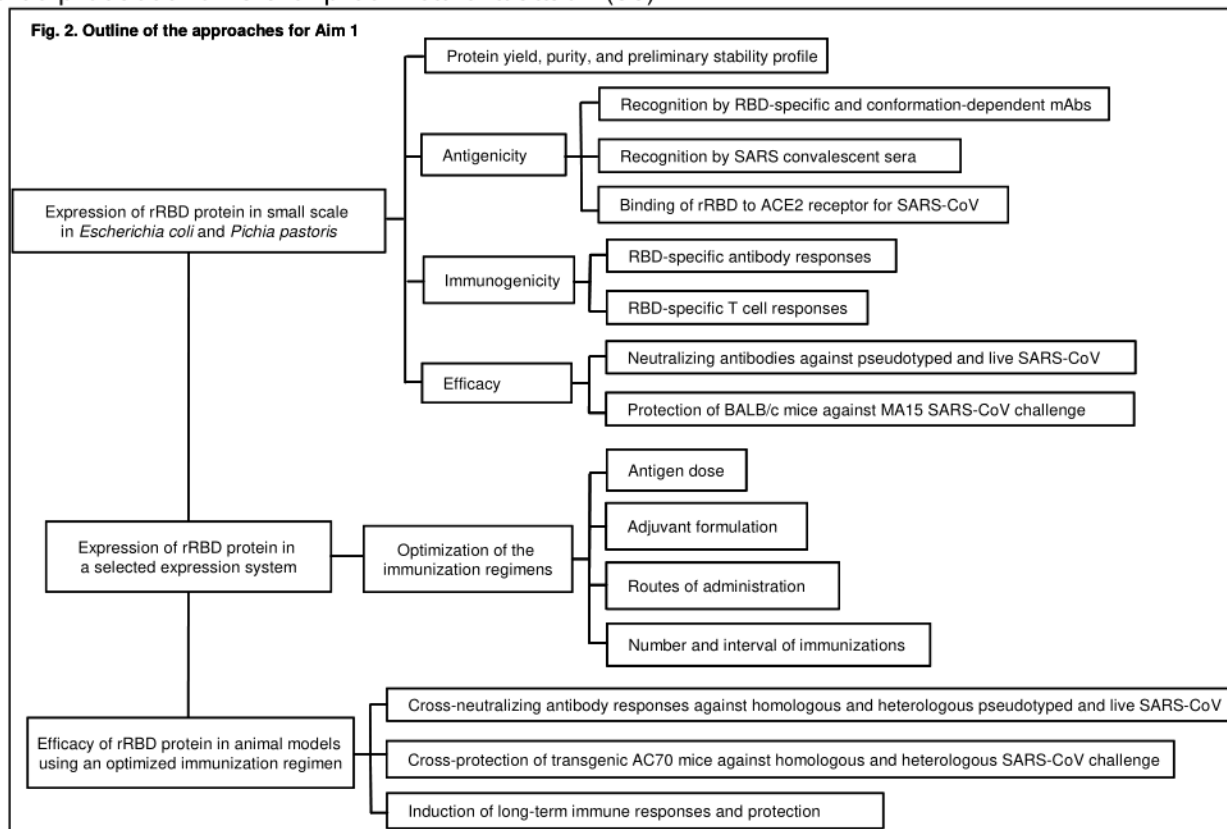 Fig. 2. Outline of the approaches for Aim 1
Protein yield, purity, and preliminary stability profile
Recognition by RBD-specific and conformation-dependent mAbs
Antigenicity
Recognition by SARS convalescent sera
Expression of rRBD protein in small scale
in Escherichia coli and Pichia pastoris
Binding of rRBD to ACE2 receptor for SARS-CoV
RBD-specific antibody responses
Immunogenicity
RBD-specific T cell responses
Neutralizing antibodies against pseudotyped and live SARS-CoV
Efficacy
Protection of BALB/c mice against MA15 SARS-CoV challenge
Antigen dose
Adjuvant formulation
Expression of rRBD protein in
a selected expression system
Optimization of the
immunization regimens
Routes of administration
Number and interval of immunizations
Cross-neutralizing antibody responses against homologous and heterologous pseudotyped and live SARS-CoV
Efficacy of rRBD protein in animal models
using an optimized immunization regimen
Cross-protection of transgenic AC70 mice against homologous and heterologous SARS-CoV challenge
Induction of long-term immune responses and protection